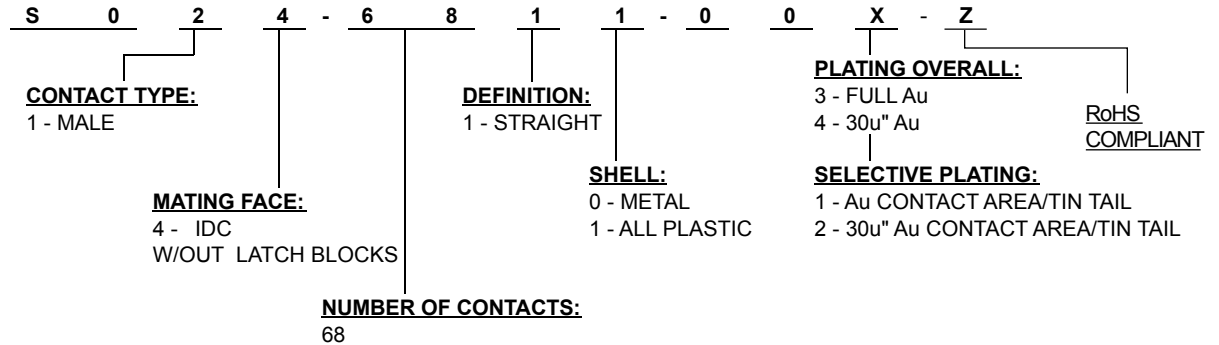 S 0 2 4 - 6 8 1 1 - 0 0 X - Z
CONTACT TYPE:
1 - MALE
MATING FACE:
4 - IDC
W/OUT LATCH BLOCKS
NUMBER OF CONTACTS:
68
DEFINITION:
1 - STRAIGHT
SHELL:
0 - METAL
1 - ALL PLASTIC
PLATING OVERALL:
3 - FULL Au
4 - 30u" Au
SELECTIVE PLATING:
1 - Au CONTACT AREA/TIN TAIL
2 - 30u" Au CONTACT AREA/TIN TAIL
RoHS
COMPLIANT